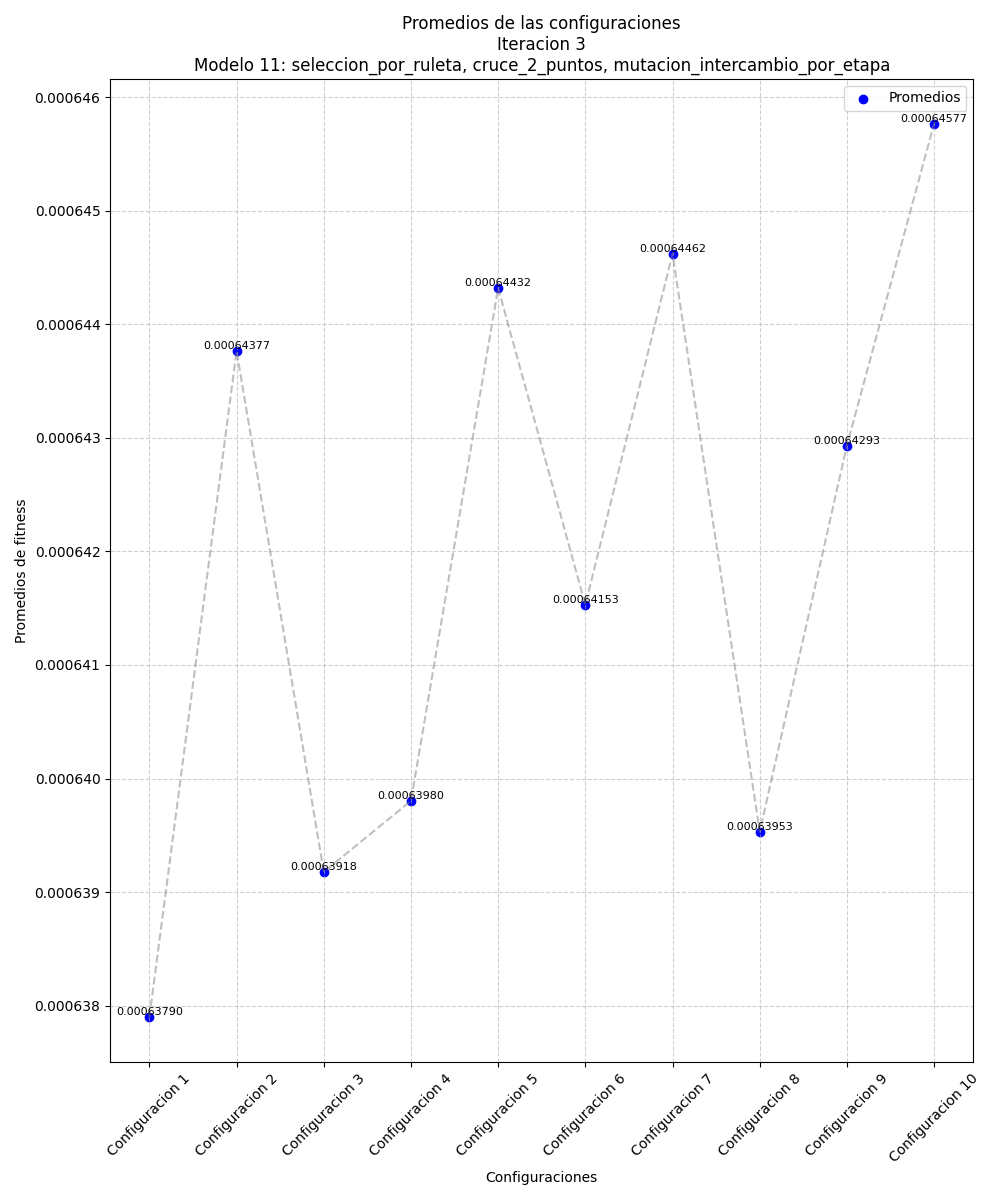 Promedios de las configuraciones
Iteracion 3
Modelo 11: seleccion_por_ruleta, cruce_2_puntos, mutacion_intercambio_por_etapa
Promedios
0.000646
0.000645
0.000644
0.000643
0.000642
0.000641
0.000640
0.000639
0.000638
Promedios de fitness
0.00063790
0.00064377
0.00063918
0.00063980
0.00064432
0.00064153
0.00064462
0.00063953
0.00064293
0.00064577
Configuracion 1
Configuracion 2
Configuracion 3
Configuracion 4
Configuracion 5
Configuracion 6
Configuracion 7
Configuracion 8
Configuracion 9
Configuracion 10
Configuraciones